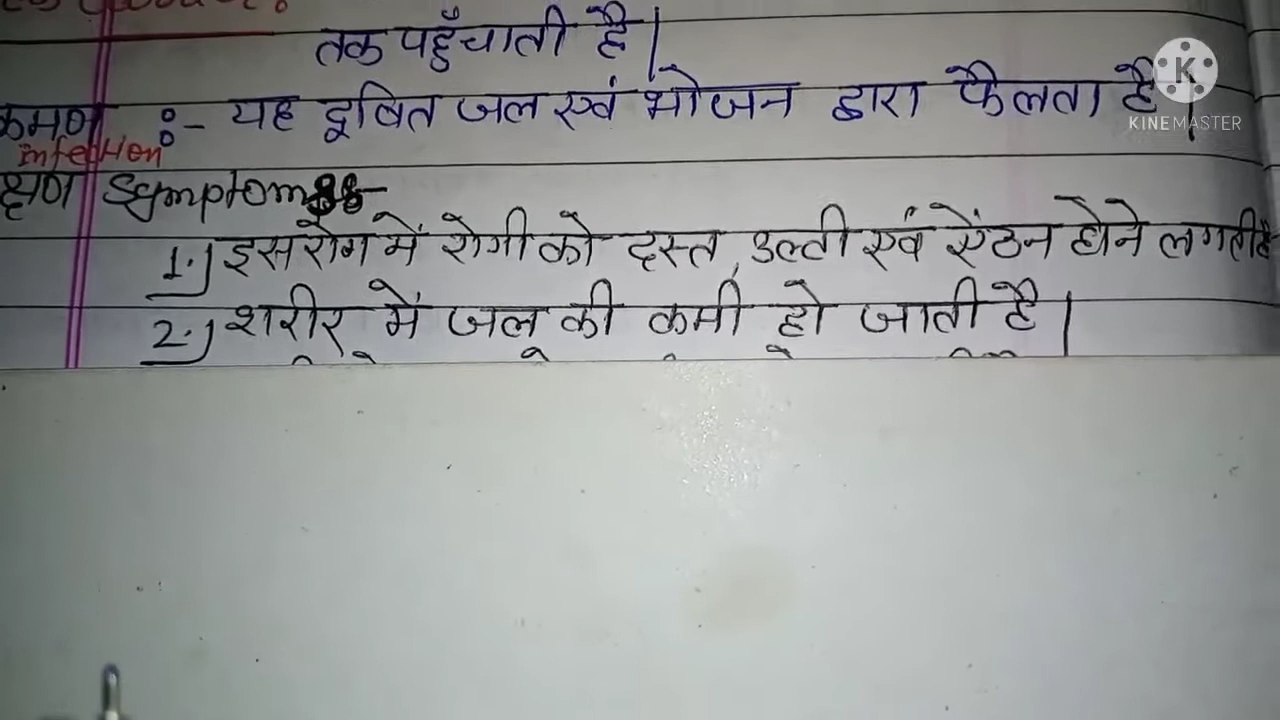 तक पहुँचाती है |
क्रमण :- यह दूषित जल एवं भोजन द्वारा फैलता है |
infection
क्षण Symptoms:-
1.) इस रोग में रोगी को दस्त, उल्टी एवं ऐंठन होने लगती है
2.) शरीर में जल की कमी हो जाती है |
KINEMASTER